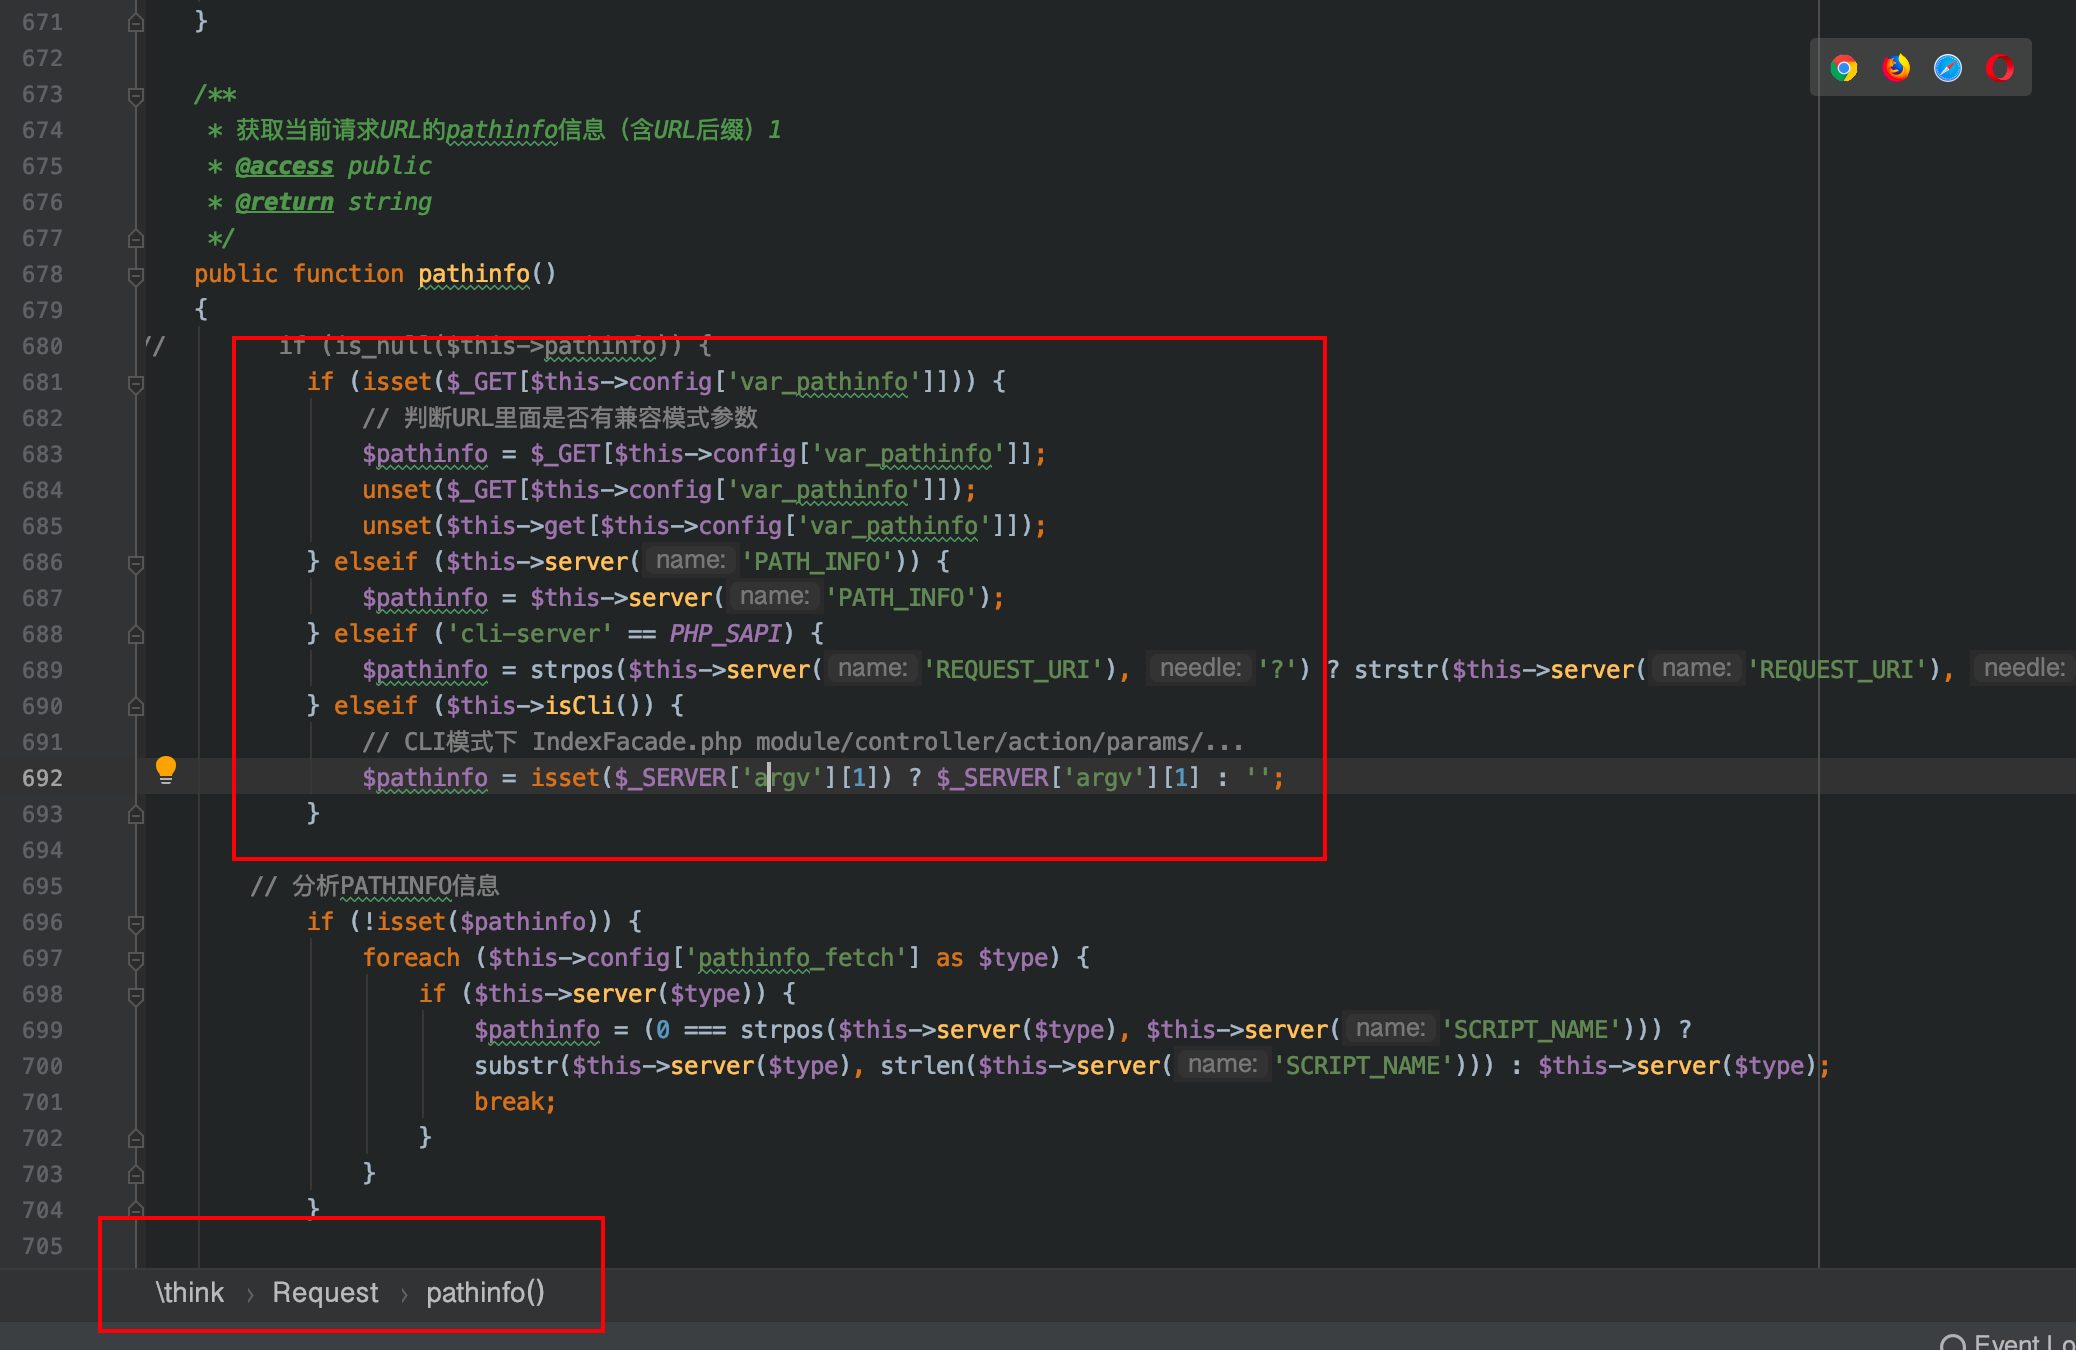 671 }
672
673 /**
674 * 获取当前请求URL的pathinfo信息（含URL后缀）1
675 * @access public
676 * @return string
677 */
678 public function pathinfo()
679 {
680 // if (is_null($this->pathinfo)) {
681 if (isset($_GET[$this->config['var_pathinfo']])) {
682 // 判断URL里面是否有兼容模式参数
683 $pathinfo = $_GET[$this->config['var_pathinfo']];
684 unset($_GET[$this->config['var_pathinfo']]);
685 unset($this->get[$this->config['var_pathinfo']]);
686 } elseif ($this->server( name: 'PATH_INFO')) {
687 $pathinfo = $this->server( name: 'PATH_INFO');
688 } elseif ('cli-server' == PHP_SAPI) {
689 $pathinfo = strpos($this->server( name: 'REQUEST_URI'), needle: '?') ? strstr($this->server( name: 'REQUEST_URI'), needle:
690 } elseif ($this->isCli()) {
691 // CLI模式下 IndexFacade.php module/controller/action/params/...
692 $pathinfo = isset($_SERVER['argv'][1]) ? $_SERVER['argv'][1] : '';
693 }
694
695 // 分析PATHINFO信息
696 if (!isset($pathinfo)) {
697 foreach ($this->config['pathinfo_fetch'] as $type) {
698 if ($this->server($type)) {
699 $pathinfo = (0 === strpos($this->server($type), $this->server( name: 'SCRIPT_NAME'))) ?
700 substr($this->server($type), strlen($this->server( name: 'SCRIPT_NAME'))) : $this->server($type);
701 break;
702 }
703 }
704 }
705
\think › Request › pathinfo()
Event Lo